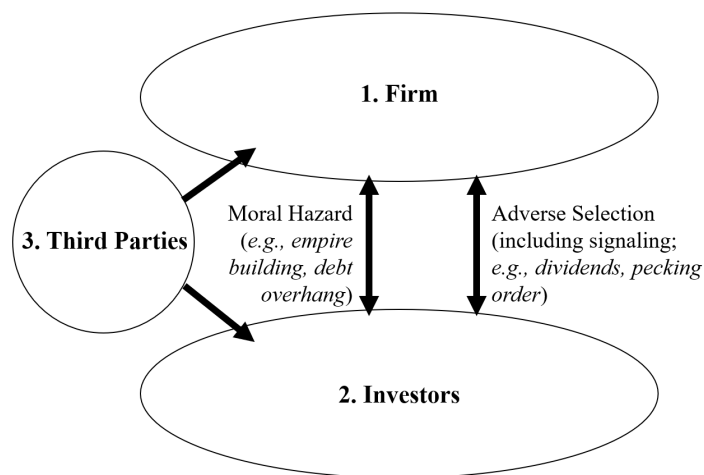 1. Firm
3. Third Parties
Moral Hazard
(e.g., empire
building, debt
overhang)
Adverse Selection
(including signaling;
e.g., dividends, pecking
order)
2. Investors